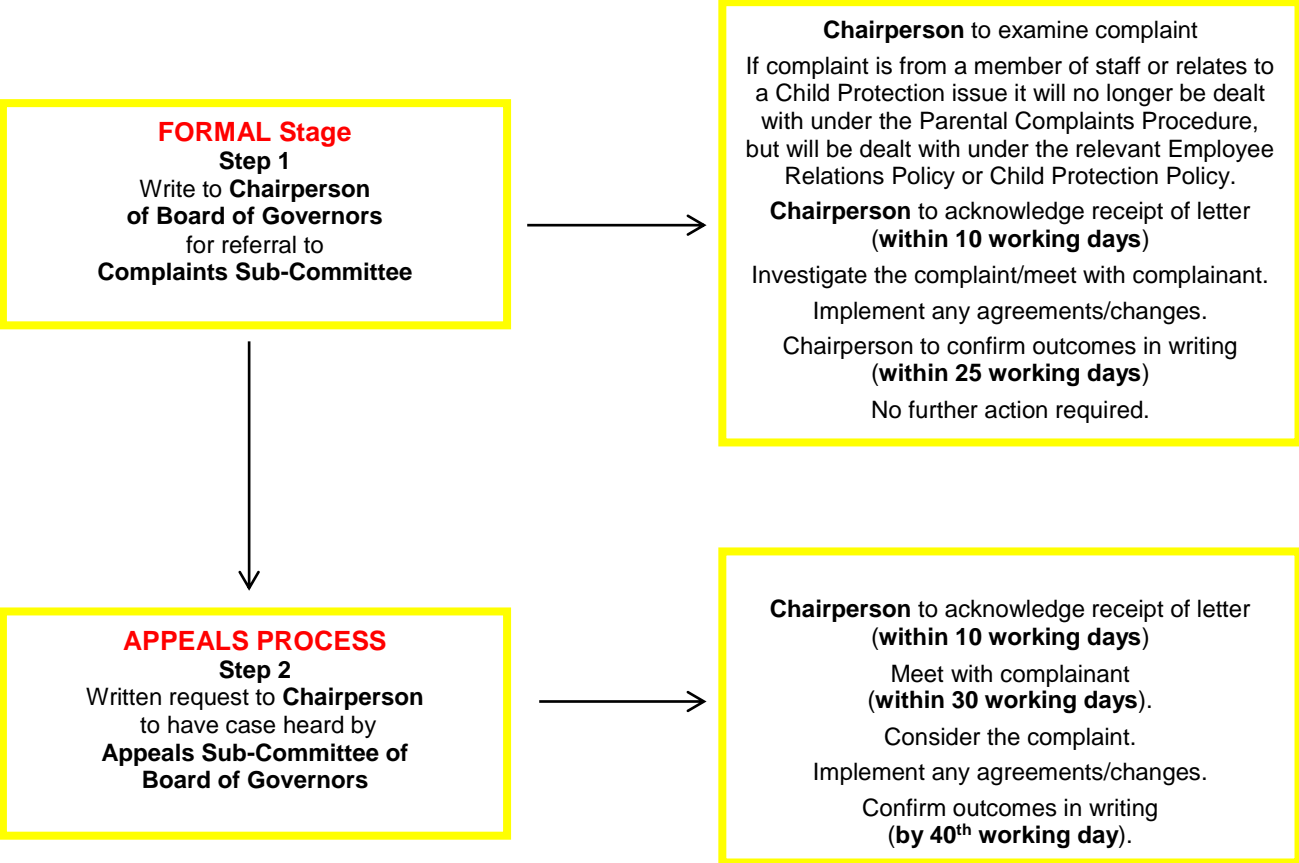 FORMAL Stage
Step 1
Write to Chairperson
of Board of Governors
for referral to
Complaints Sub-Committee
Chairperson to examine complaint
If complaint is from a member of staff or relates to
a Child Protection issue it will no longer be dealt
with under the Parental Complaints Procedure,
but will be dealt with under the relevant Employee
Relations Policy or Child Protection Policy.
Chairperson to acknowledge receipt of letter
(within 10 working days)
Investigate the complaint/meet with complainant.
Implement any agreements/changes.
Chairperson to confirm outcomes in writing
(within 25 working days)
No further action required.
APPEALS PROCESS
Step 2
Written request to Chairperson
to have case heard by
Appeals Sub-Committee of
Board of Governors
Chairperson to acknowledge receipt of letter
(within 10 working days)
Meet with complainant
(within 30 working days).
Consider the complaint.
Implement any agreements/changes.
Confirm outcomes in writing
(by 40th working day).